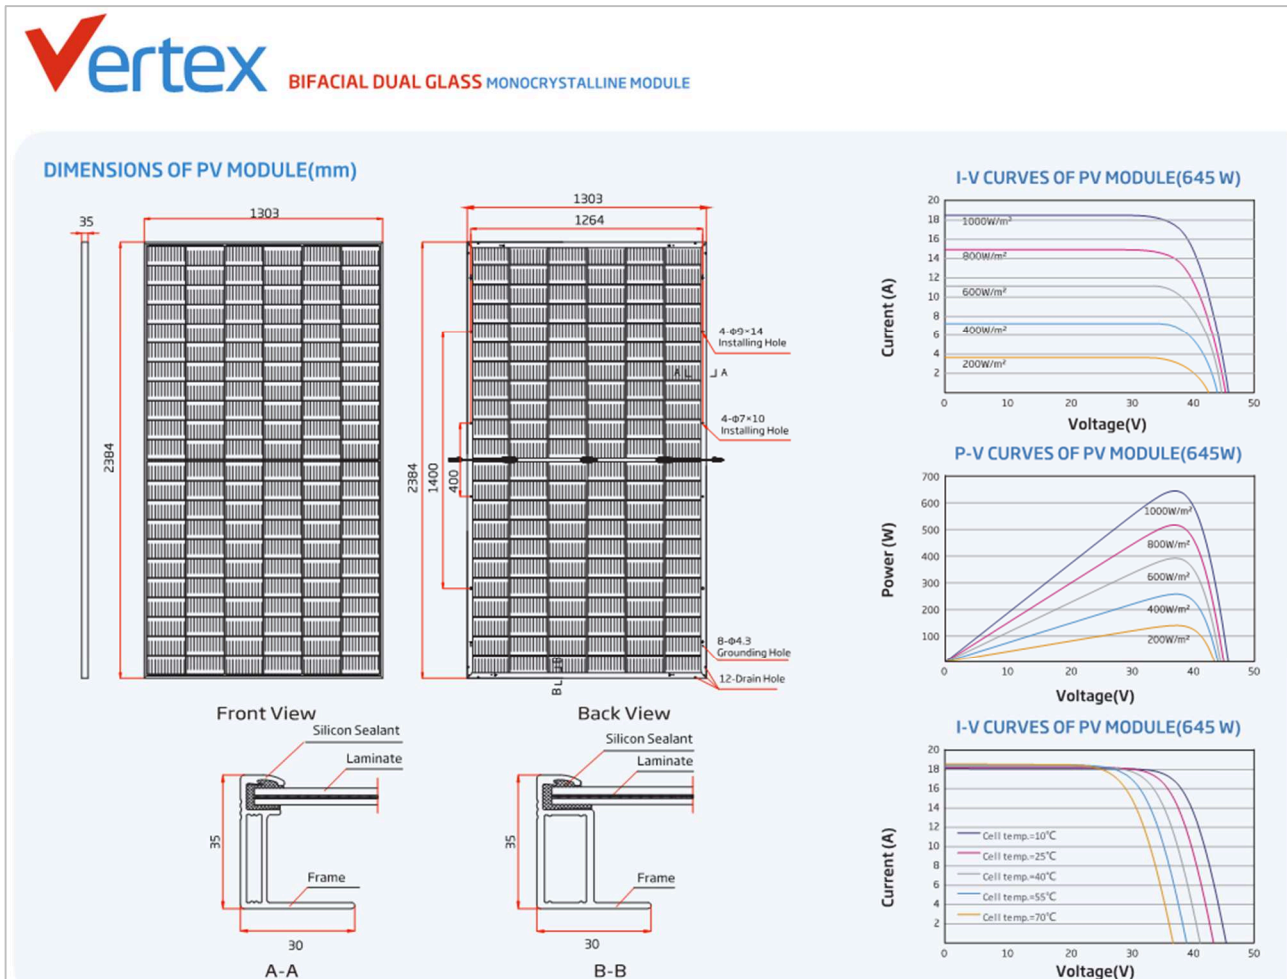 Vertex BIFACIAL DUAL GLASS MONOCRYSTALLINE MODULE
DIMENSIONS OF PV MODULE(mm)
35
1303
2384
Front View
1303
1264
2384
1400
400
4-Φ9×14
Installing Hole
A
A
4-Φ7×10
Installing Hole
8-Φ4.3
Grounding Hole
12-Drain Hole
B
B
Back View
Silicon Sealant
Laminate
Frame
35
30
A-A
Silicon Sealant
Laminate
Frame
35
30
B-B
I-V CURVES OF PV MODULE(645 W)
Current (A)
20
18
16
14
12
10
8
6
4
2
1000W/m²
800W/m²
600W/m²
400W/m²
200W/m²
0 10 20 30 40 50
Voltage(V)
P-V CURVES OF PV MODULE(645W)
Power (W)
700
600
500
400
300
200
100
1000W/m²
800W/m²
600W/m²
400W/m²
200W/m²
0 10 20 30 40 50
Voltage(V)
I-V CURVES OF PV MODULE(645 W)
Current (A)
20
18
16
14
12
10
8
6
4
2
Cell temp.=10℃
Cell temp.=25℃
Cell temp.=40℃
Cell temp.=55℃
Cell temp.=70℃
0 10 20 30 40 50
Voltage(V)